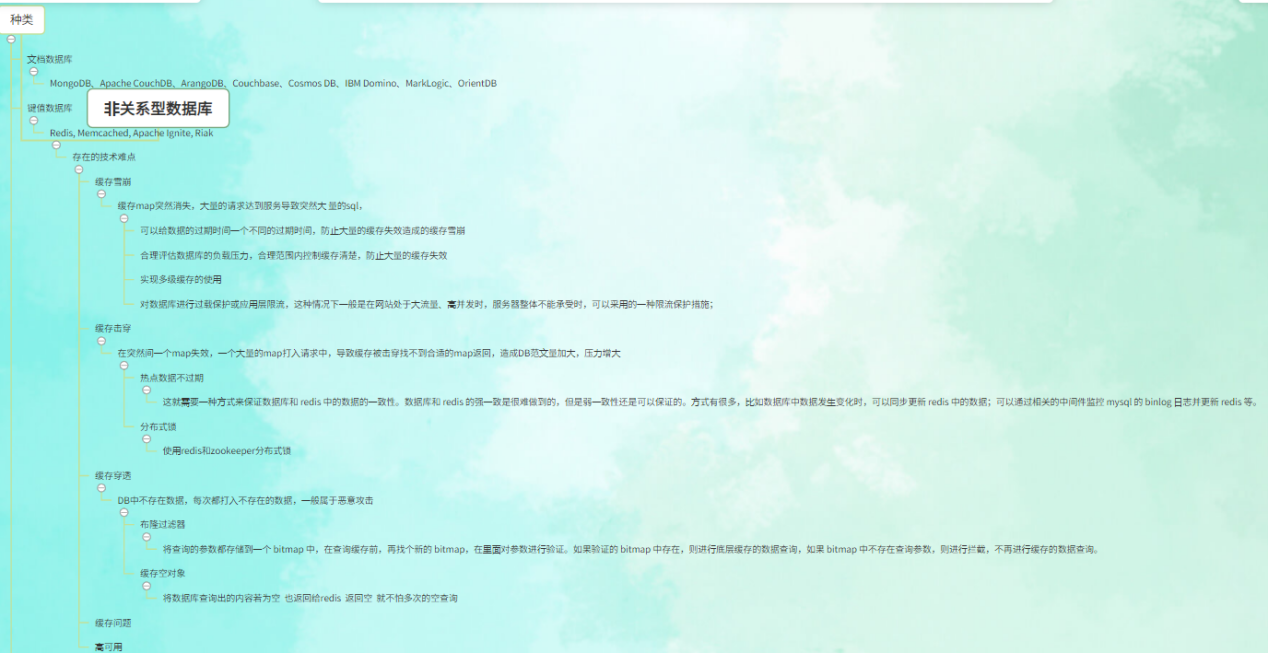 种类
文档数据库
MongoDB、Apache CouchDB、ArangoDB、Couchbase、Cosmos DB、IBM Domino、MarkLogic、OrientDB
键值数据库
非关系型数据库
Redis, Memcached, Apache Ignite, Riak
存在的技术难点
缓存雪崩
缓存map突然消失，大量的请求达到服务导致突然大量的sql，
可以给数据的过期时间一个不同的过期时间，防止大量的缓存失效造成的缓存雪崩
合理评估数据库的负载压力，合理范围内控制缓存清楚，防止大量的缓存失效
实现多级缓存的使用
对数据库进行过载保护或应用层限流，这种情况下一般是在网站处于大流量、高并发时，服务器整体不能承受时，可以采用的一种限流保护措施；
缓存击穿
在突然间一个map失效，一个大量的map打入请求中，导致缓存被击穿找不到合适的map返回，造成DB范文量加大，压力增大
热点数据不过期
这就需要一种方式来保证数据库和 redis 中的数据的一致性。数据库和 redis 的强一致是很难做到的，但是弱一致性还是可以保证的。方式有很多，比如数据库中数据发生变化时，可以同步更新 redis 中的数据；可以通过相关的中间件监控 mysql 的 binlog 日志并更新 redis 等。
分布式锁
使用redis和zookeeper分布式锁
缓存穿透
DB中不存在数据，每次都打入不存在的数据，一般属于恶意攻击
布隆过滤器
将查询的参数都存储到一个 bitmap 中，在查询缓存前，再找个新的 bitmap，在里面对参数进行验证。如果验证的 bitmap 中存在，则进行底层缓存的数据查询，如果 bitmap 中不存在查询参数，则进行拦截，不再进行缓存的数据查询。
缓存空对象
将数据库查询出的内容若为空 也返回给redis 返回空 就不怕多次的空查询
缓存问题
高可用